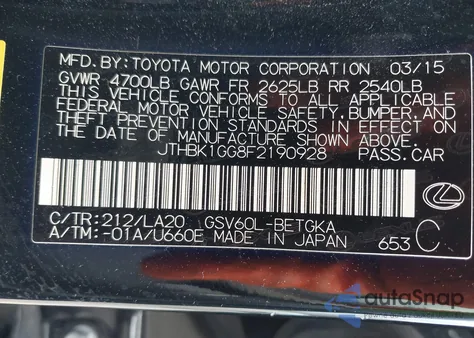 MFD.BY:TOYOTA MOTOR CORPORATION 03/15
GVWR 4700LB GAWR FR 2625LB RR 2540LB
THIS VEHICLE CONFORMS TO ALL APPLICABLE
FEDERAL MOTOR VEHICLE SAFETY,BUMPER,AND
THEFT PREVENTION STANDARDS IN EFFECT ON
THE DATE OF MANUFACTURE SHOWN ABOVE.
JTHBK1GG8F2190928 PASS.CAR
C/TR:212/LA20 GSV60L-BETGKA
A/TM:-01A/U660E MADE IN JAPAN 653 C
autoSnap